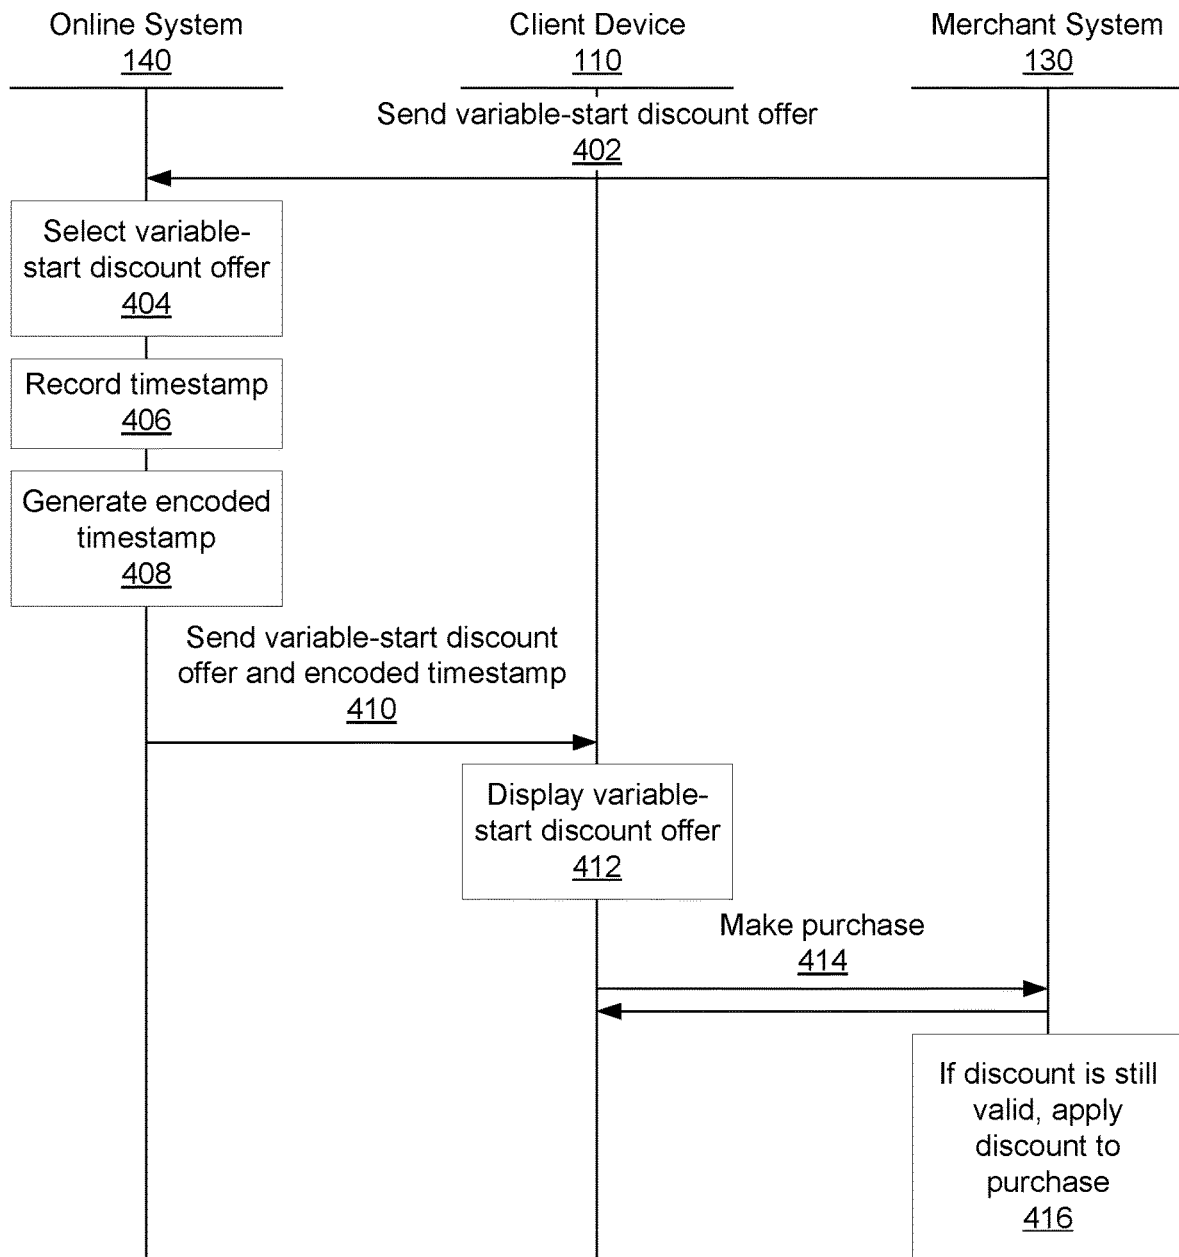 Online System
140
Client Device
110
Merchant System
130
Send variable-start discount offer
402
Select variable-
start discount offer
404
Record timestamp
406
Generate encoded
timestamp
408
Send variable-start discount
offer and encoded timestamp
410
Display variable-
start discount offer
412
Make purchase
414
If discount is still
valid, apply
discount to
purchase
416